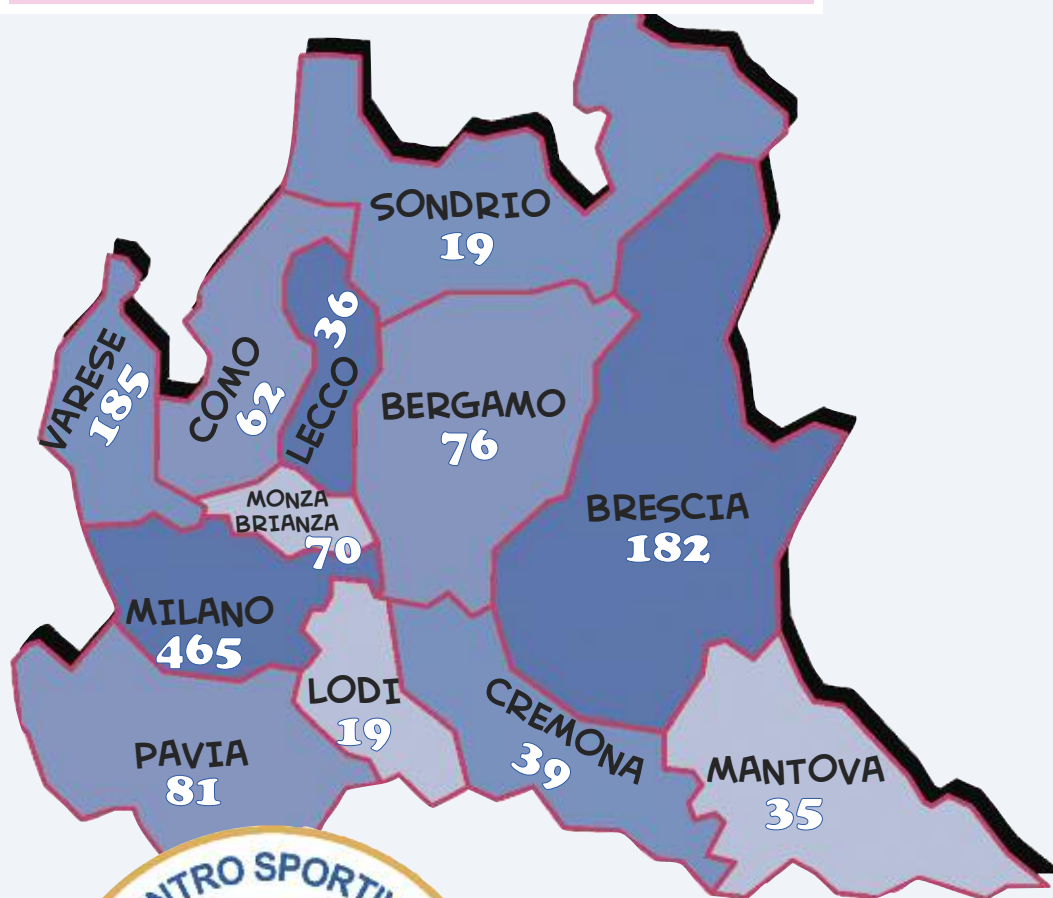 SONDRIO
19
VARESE
185
COMO
62
LECCO
36
BERGAMO
76
BRESCIA
182
MONZA
BRIANZA
70
MILANO
465
LODI
19
CREMONA
39
PAVIA
81
MANTOVA
35
SPORTI